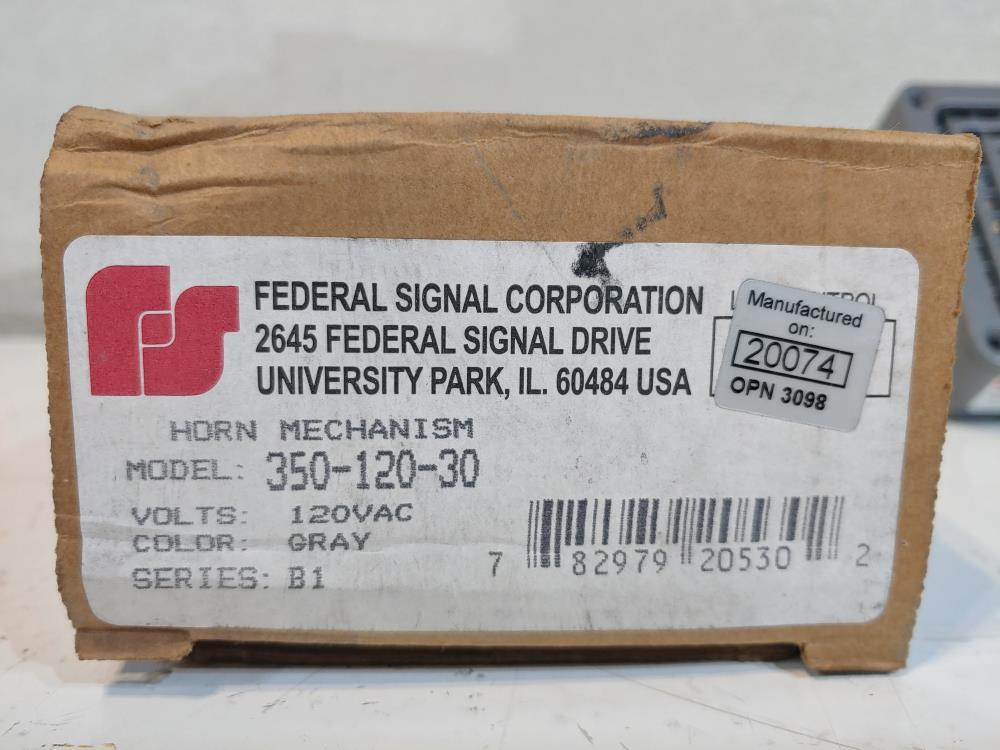 FEDERAL SIGNAL CORPORATION
2645 FEDERAL SIGNAL DRIVE
UNIVERSITY PARK, IL. 60484 USA
Manufactured
on:
20074
OPN 3098
HORN MECHANISM
MODEL: 350-120-30
VOLTS: 120VAC
COLOR: GRAY
SERIES: B1
7 82979 20530 2